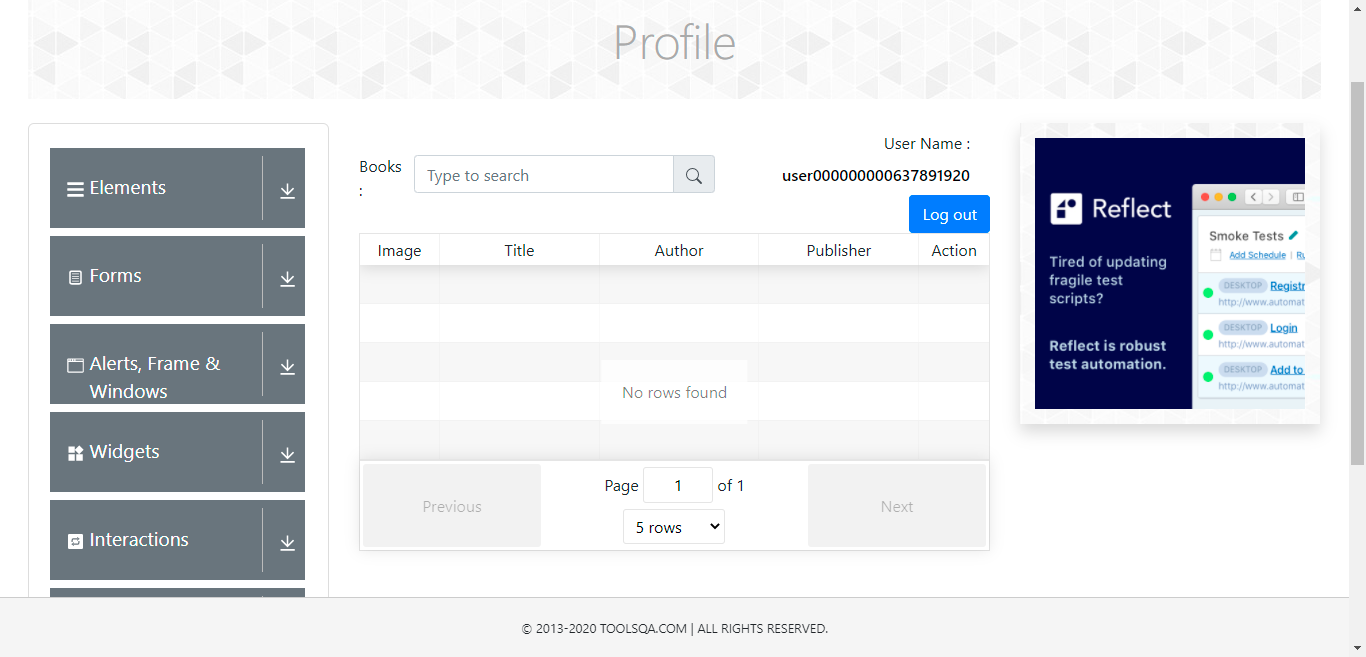 Profile
Elements
Forms
Alerts, Frame &
Windows
Widgets
Interactions
Books
:
Type to search
User Name :
user000000000637891920
Log out
Image Title Author Publisher Action
No rows found
Previous
Page 1 of 1
5 rows
Next
Reflect
Tired of updating
fragile test
scripts?
Reflect is robust
test automation.
Smoke Tests
Add Schedule | Ru
DESKTOP Registr
http://www.automat
DESKTOP Login
http://www.automat
DESKTOP Add to
http://www.automat
© 2013-2020 TOOLSQA.COM | ALL RIGHTS RESERVED.